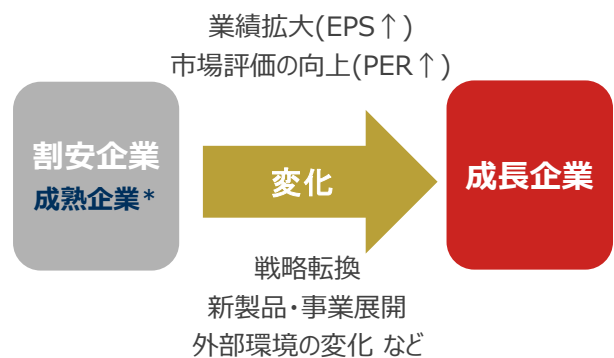 業績拡大(EPS↑)
市場評価の向上(PER↑)
割安企業
成熟企業*
変化
成長企業
戦略転換
新製品・事業展開
外部環境の変化 など